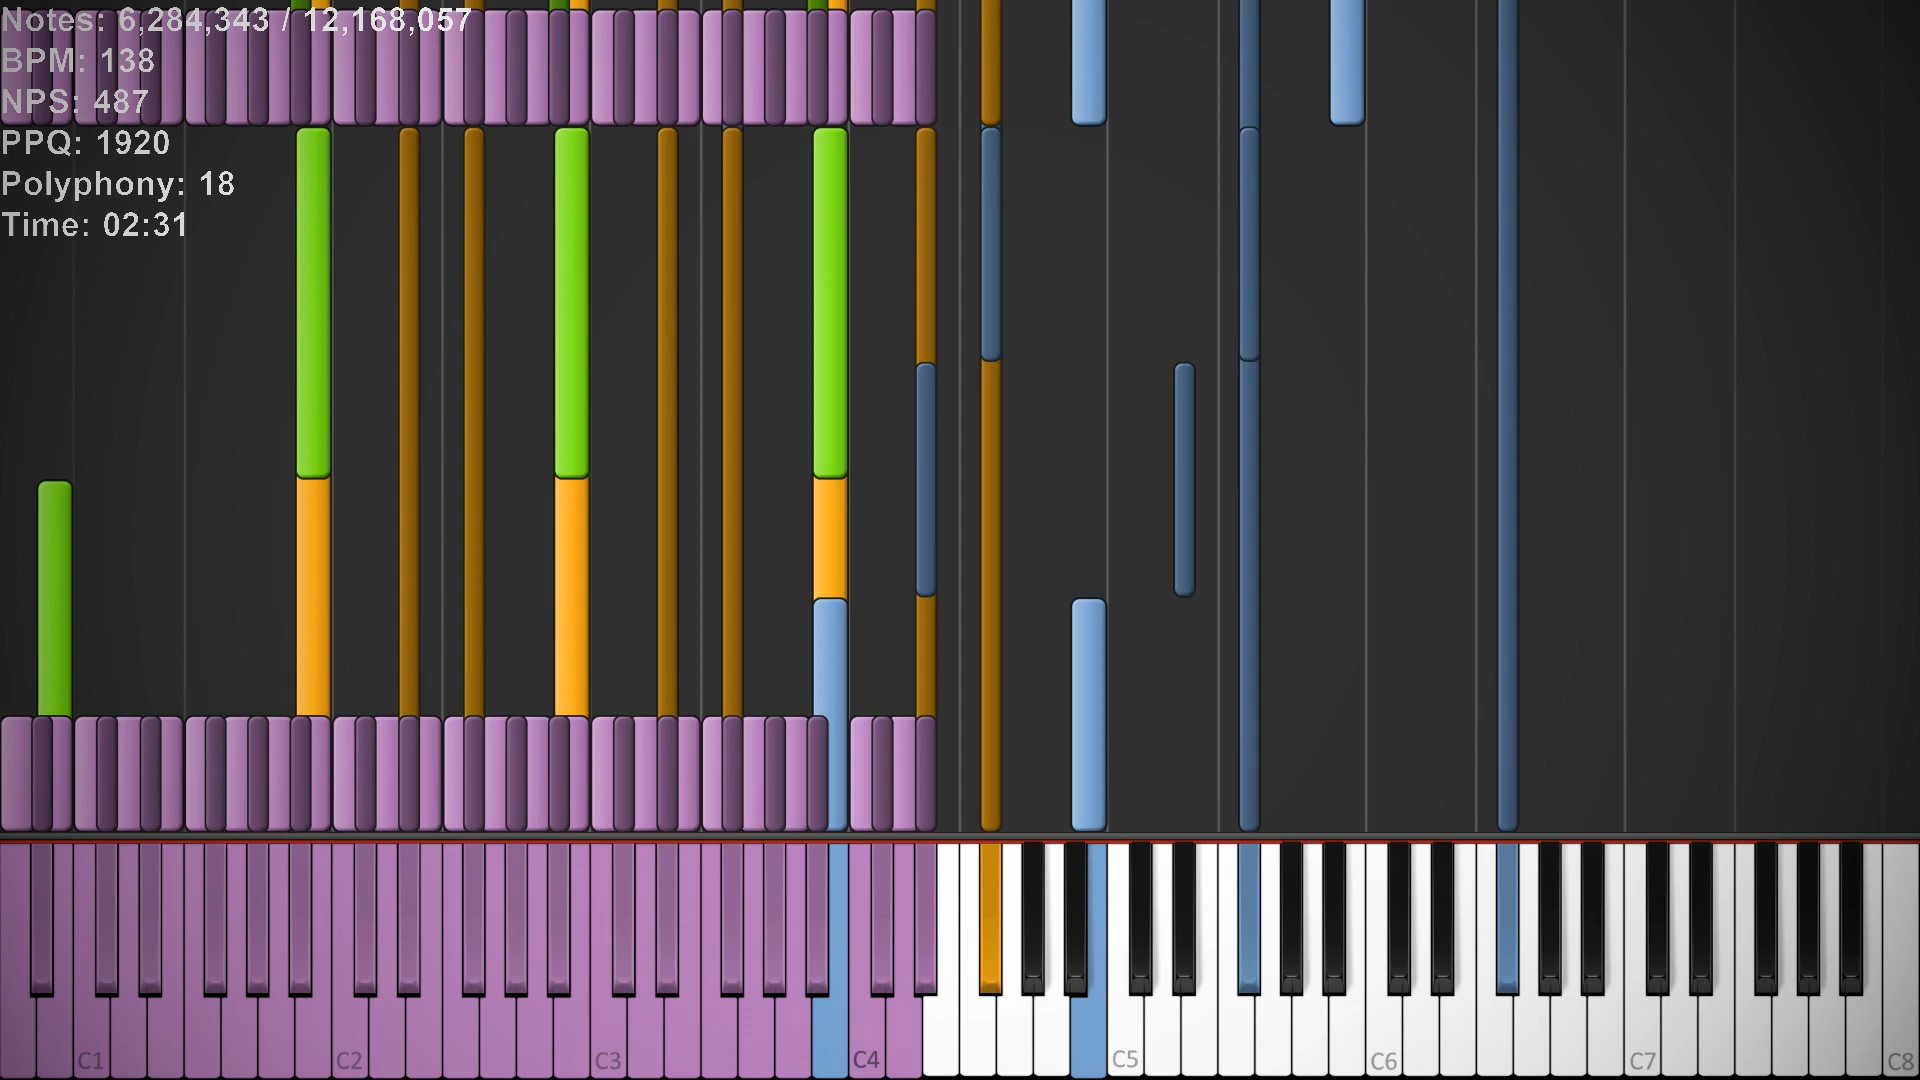 Notes: 6,284,343 / 12,168,057
BPM: 138
NPS: 487
PPQ: 1920
Polyphony: 18
Time: 02:31
C1 C2 C3 C4 C5 C6 C7 C8